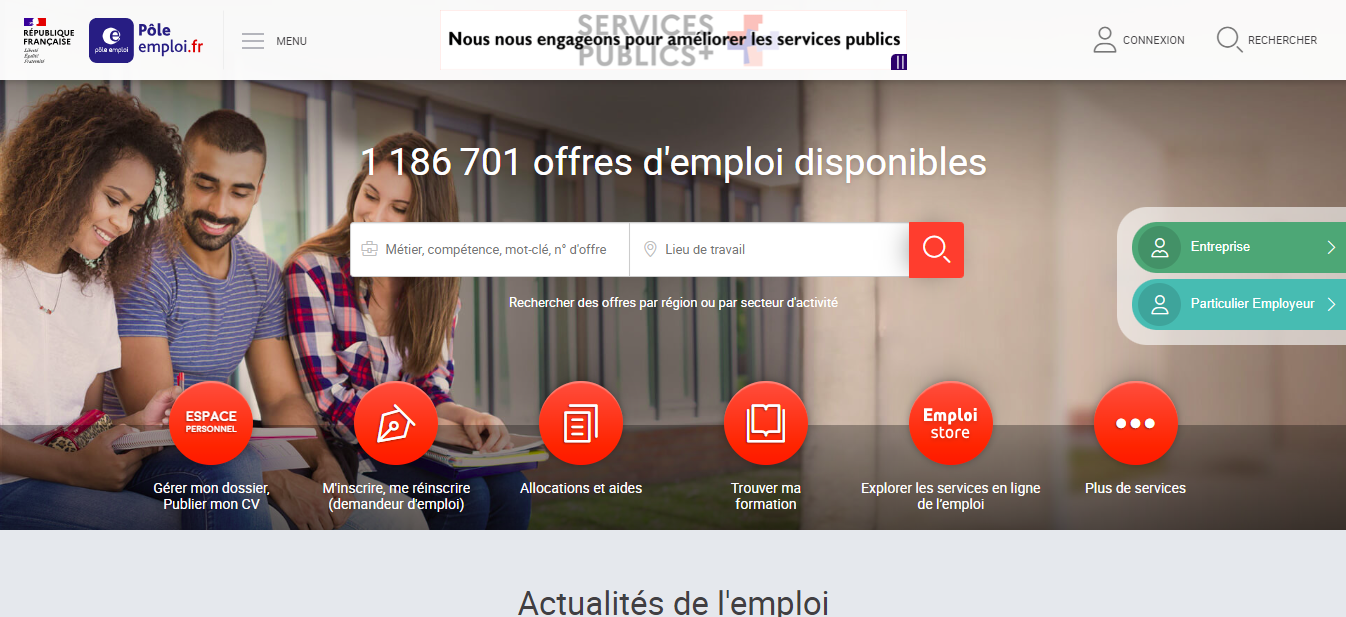 RÉPUBLIQUE
FRANÇAISE
Liberté
Égalité
Fraternité
pôle emploi
Pôle
emploi.fr
MENU
SERVICES
PUBLICS+
Nous nous engageons pour améliorer les services publics
CONNEXION
RECHERCHER
1 186 701 offres d'emploi disponibles
Métier, compétence, mot-clé, n° d'offre
Lieu de travail
Rechercher des offres par région ou par secteur d'activité
Entreprise
Particulier Employeur
ESPACE
PERSONNEL
Gérer mon dossier,
Publier mon CV
M'inscrire, me réinscrire
(demandeur d'emploi)
Allocations et aides
Trouver ma
formation
Emploi
store
Explorer les services en ligne
de l'emploi
Plus de services
Actualités de l'emploi